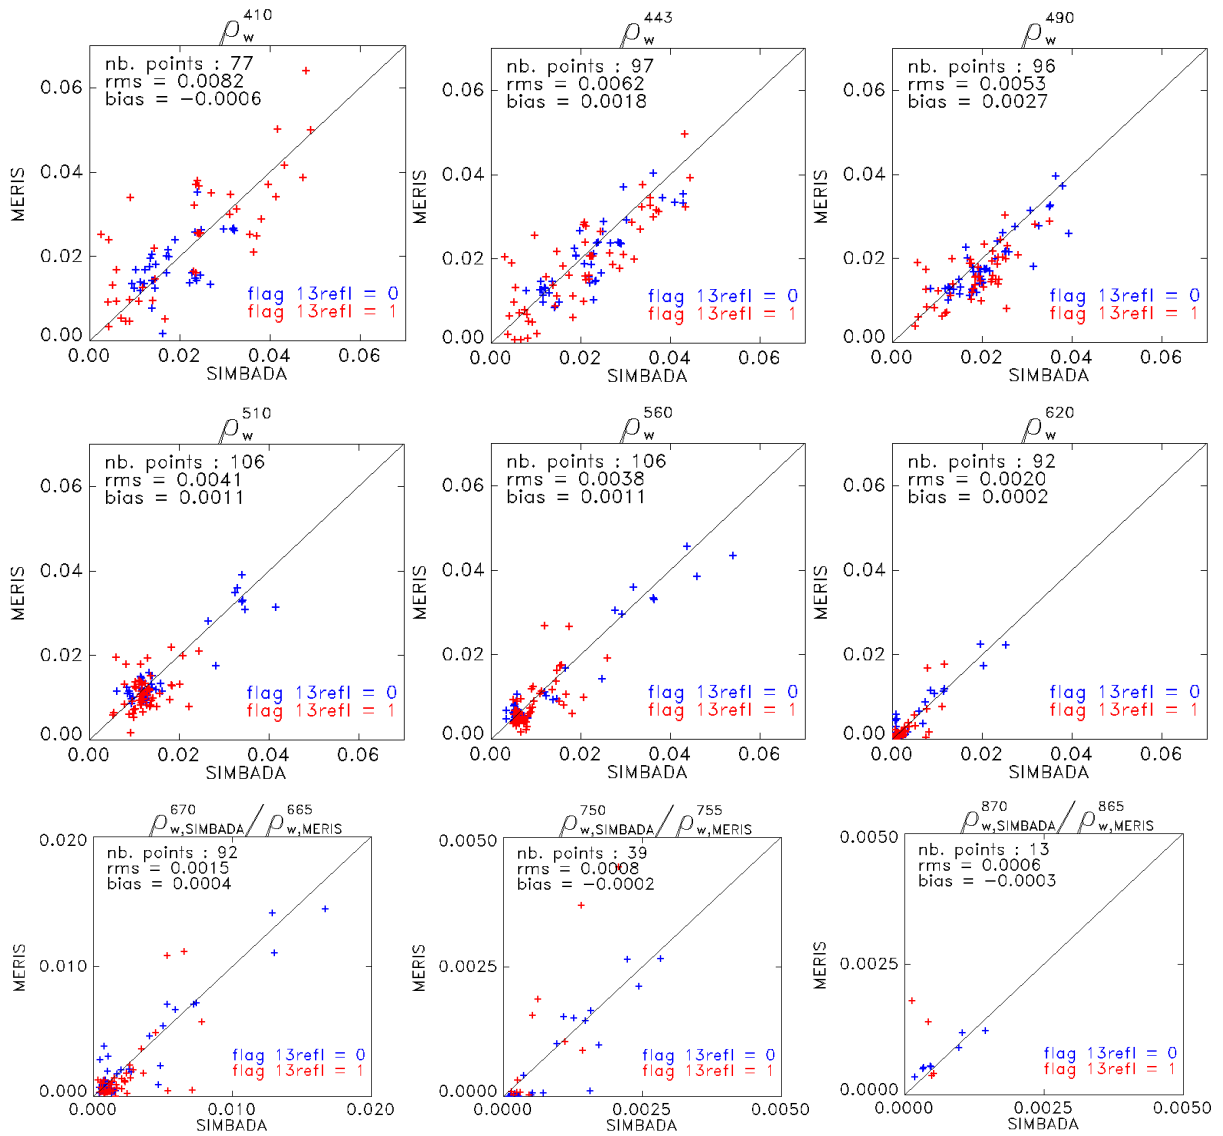 ρw410
nb. points : 77
rms = 0.0082
bias = −0.0006
0.06
0.04
0.02
0.00
MERIS
flag 13refl = 0
flag 13refl = 1
0.00 0.02 0.04 0.06
SIMBADA
ρw443
nb. points : 97
rms = 0.0062
bias = 0.0018
0.06
0.04
0.02
0.00
MERIS
flag 13refl = 0
flag 13refl = 1
0.00 0.02 0.04 0.06
SIMBADA
ρw490
nb. points : 96
rms = 0.0053
bias = 0.0027
0.06
0.04
0.02
0.00
MERIS
flag 13refl = 0
flag 13refl = 1
0.00 0.02 0.04 0.06
SIMBADA
ρw510
nb. points : 106
rms = 0.0041
bias = 0.0011
0.06
0.04
0.02
0.00
MERIS
flag 13refl = 0
flag 13refl = 1
0.00 0.02 0.04 0.06
SIMBADA
ρw560
nb. points : 106
rms = 0.0038
bias = 0.0011
0.06
0.04
0.02
0.00
MERIS
flag 13refl = 0
flag 13refl = 1
0.00 0.02 0.04 0.06
SIMBADA
ρw620
nb. points : 92
rms = 0.0020
bias = 0.0002
0.06
0.04
0.02
0.00
MERIS
flag 13refl = 0
flag 13refl = 1
0.00 0.02 0.04 0.06
SIMBADA
ρw,SIMBADA670 / ρw,MERIS665
0.020
nb. points : 92
rms = 0.0015
bias = 0.0004
0.010
0.000
MERIS
flag 13refl = 0
flag 13refl = 1
0.000 0.010 0.020
SIMBADA
ρw,SIMBADA750 / ρw,MERIS755
0.0050
nb. points : 39
rms = 0.0008
bias = −0.0002
0.0025
0.0000
MERIS
flag 13refl = 0
flag 13refl = 1
0.0000 0.0025 0.0050
SIMBADA
ρw,SIMBADA870 / ρw,MERIS865
0.0050
nb. points : 13
rms = 0.0006
bias = −0.0003
0.0025
0.0000
MERIS
flag 13refl = 0
flag 13refl = 1
0.0000 0.0025 0.0050
SIMBADA